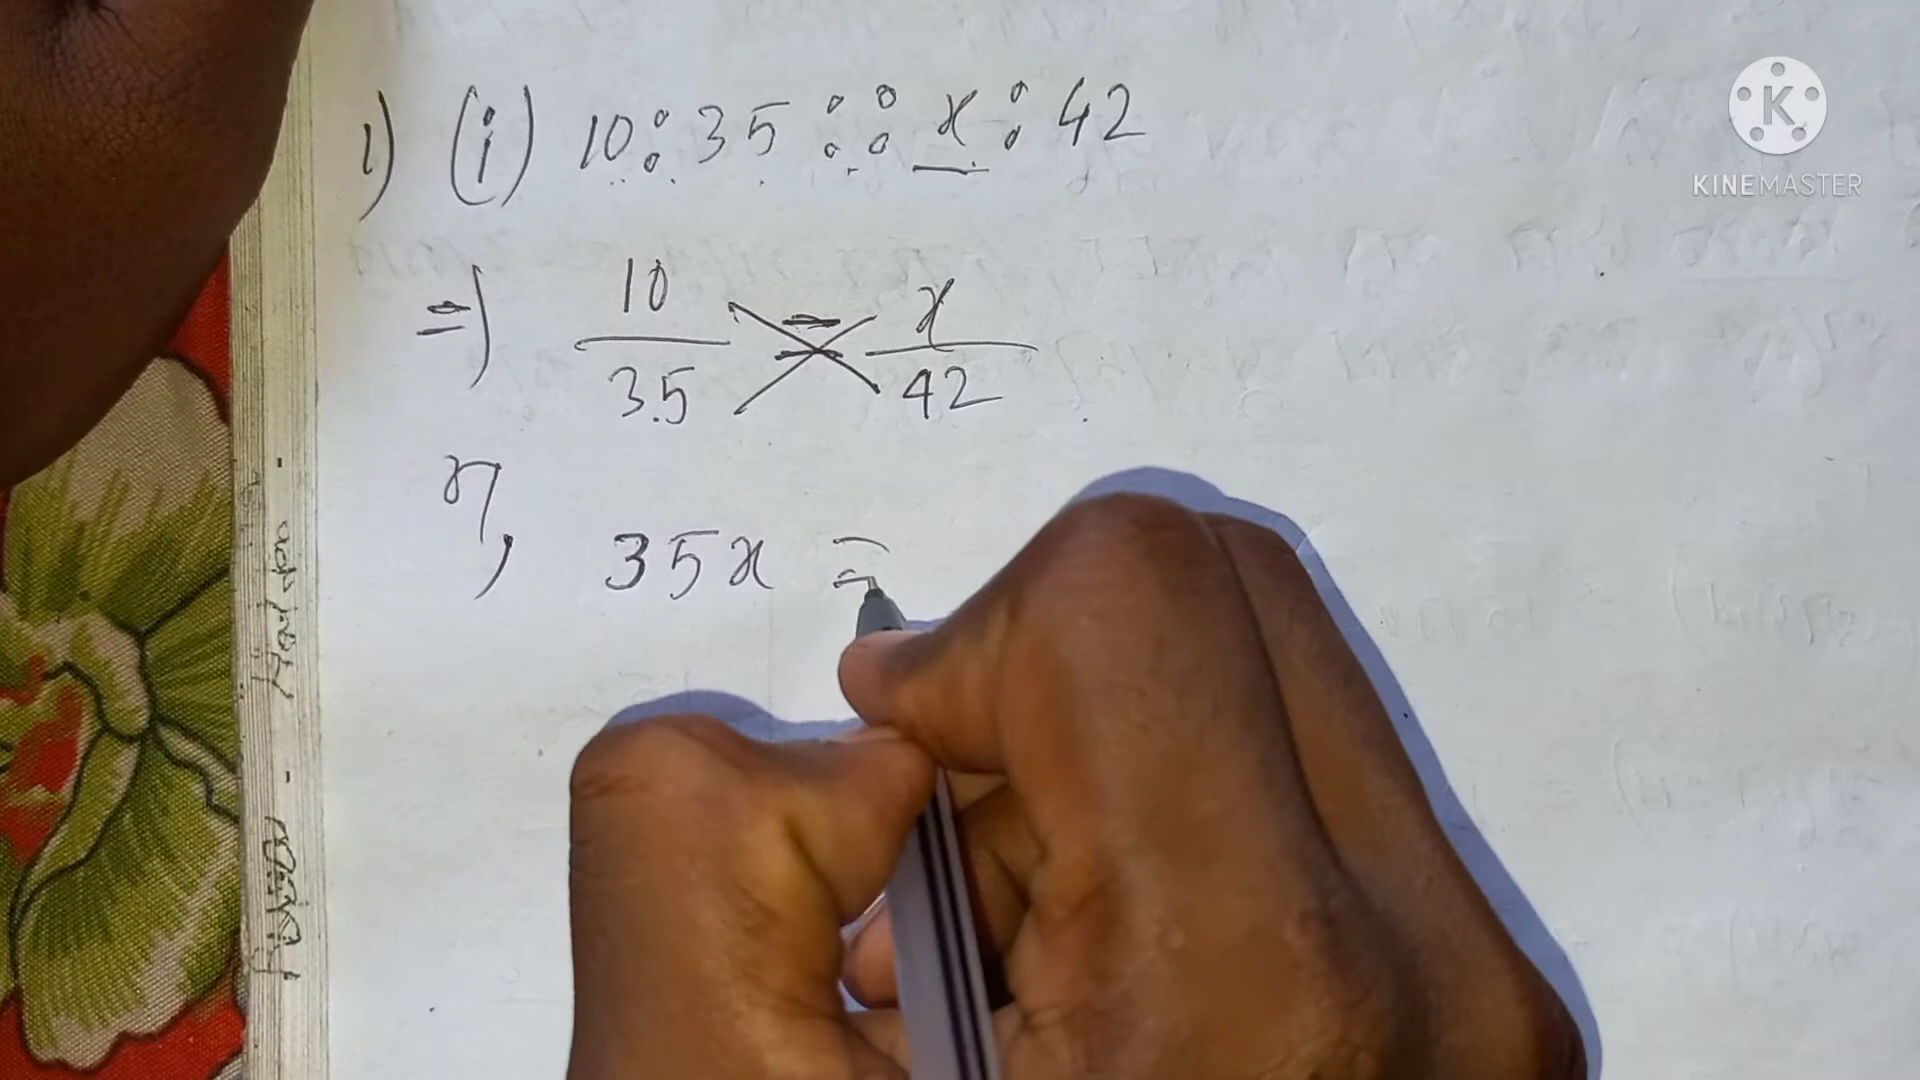 1) (i) 10 : 35 :: x : 42
=) 10/35 = x/42
or, 35x =
K
KINEMASTER